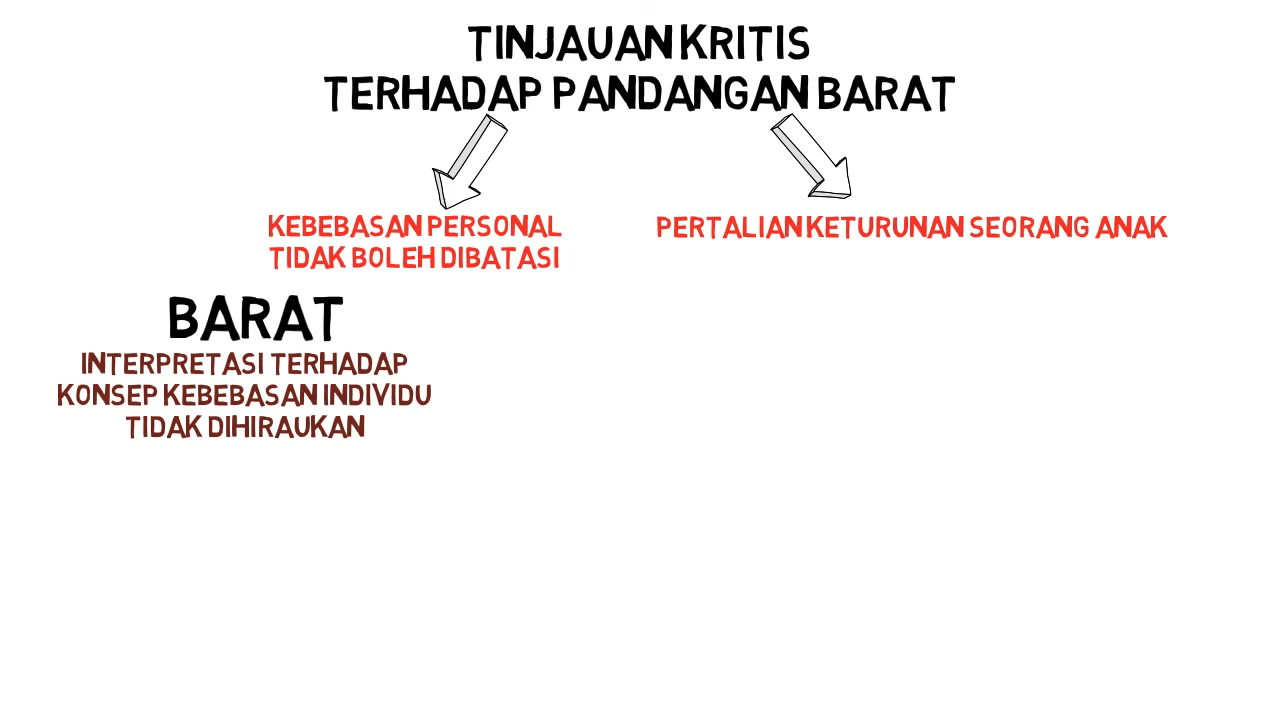 TINJAUAN KRITIS
TERHADAP PANDANGAN BARAT
KEBEBASAN PERSONAL
TIDAK BOLEH DIBATASI
PERTALIAN KETURUNAN SEORANG ANAK
BARAT
INTERPRETASI TERHADAP
KONSEP KEBEBASAN INDIVIDU
TIDAK DIHIRAUKAN